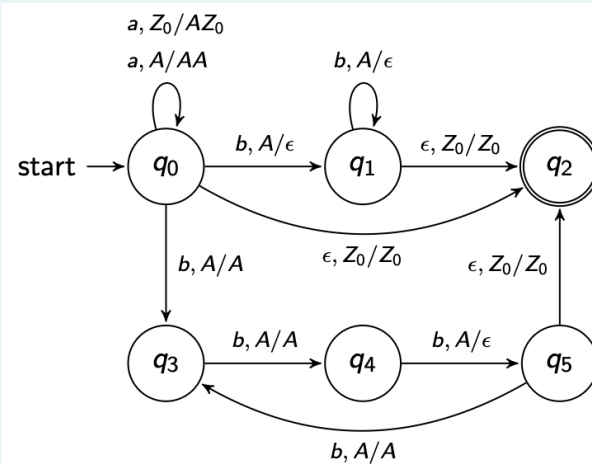 a, Z₀/AZ₀
a, A/AA
b, A/ϵ
b, A/ϵ
ϵ, Z₀/Z₀
start
q₀
q₁
q₂
b, A/A
ϵ, Z₀/Z₀
ϵ, Z₀/Z₀
b, A/A
b, A/ϵ
q₃
q₄
q₅
b, A/A